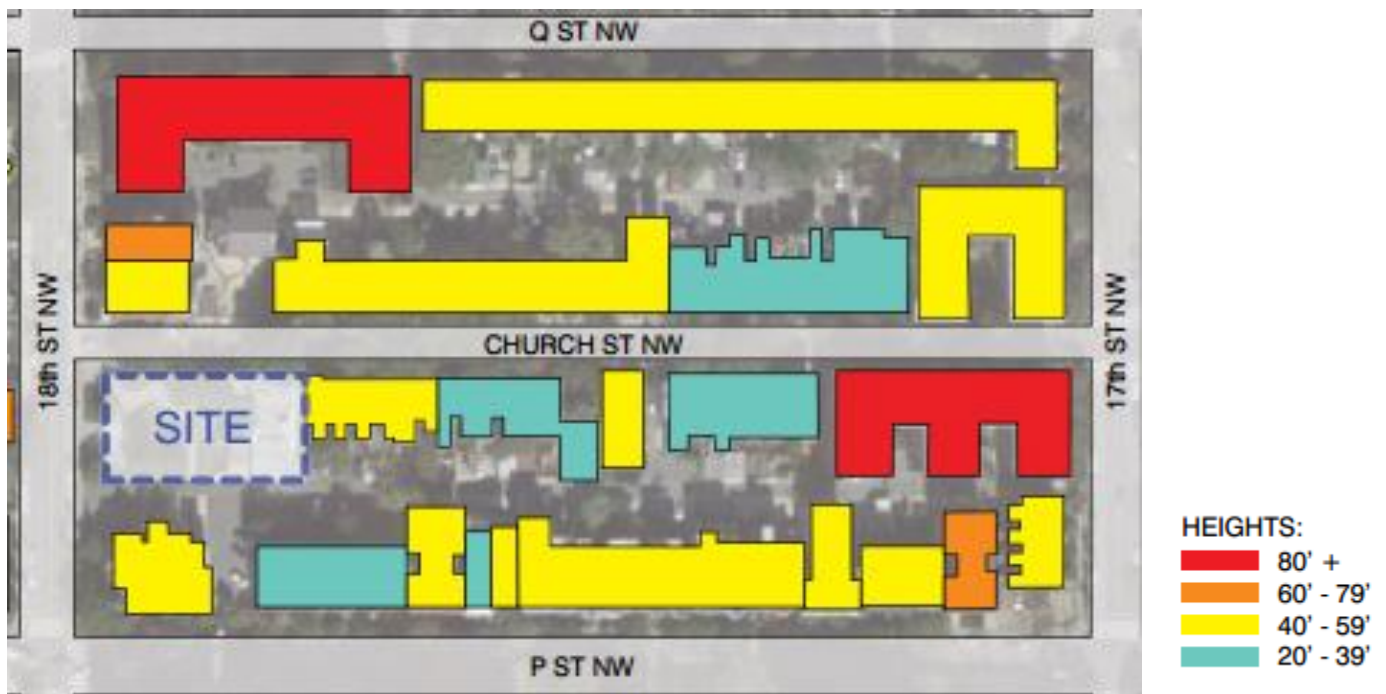 Q ST NW
18th ST NW
CHURCH ST NW
17th ST NW
SITE
P ST NW
HEIGHTS:
80' +
60' - 79'
40' - 59'
20' - 39'